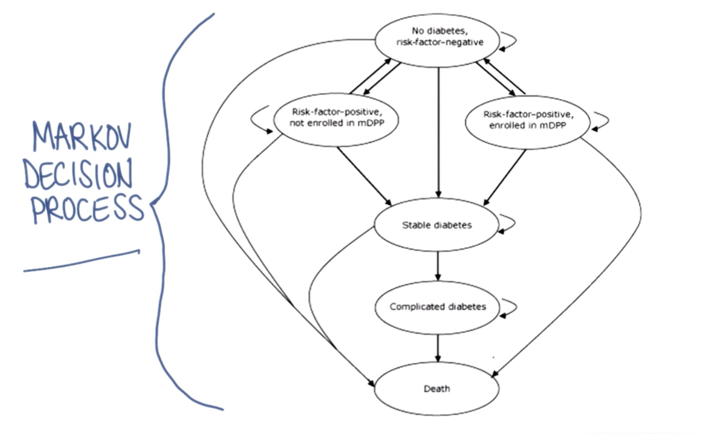 No diabetes,
risk-factor–negative
Risk-factor–positive,
not enrolled in mDPP
Risk-factor–positive,
enrolled in mDPP
MARKOV
DECISION
PROCESS
Stable diabetes
Complicated diabetes
Death